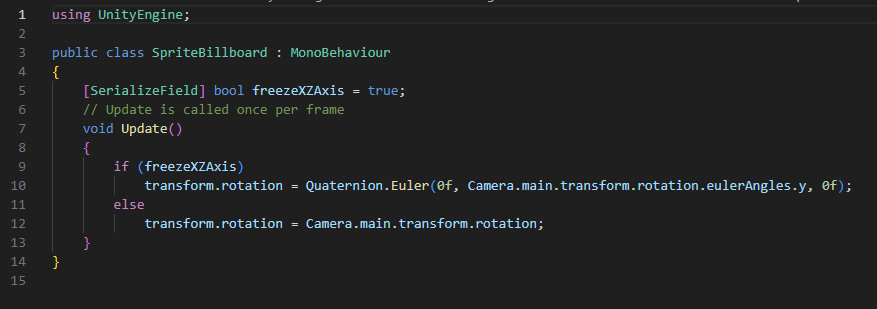 1 using UnityEngine;
2
3 public class SpriteBillboard : MonoBehaviour
4 {
5     [SerializeField] bool freezeXZAxis = true;
6     // Update is called once per frame
7     void Update()
8     {
9         if (freezeXZAxis)
10             transform.rotation = Quaternion.Euler(0f, Camera.main.transform.rotation.eulerAngles.y, 0f);
11         else
12             transform.rotation = Camera.main.transform.rotation;
13     }
14 }
15